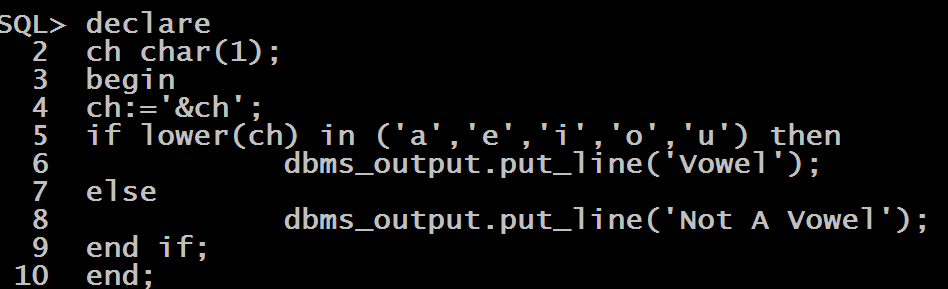 SQL> declare
2 ch char(1);
3 begin
4 ch:='&ch';
5 if lower(ch) in ('a','e','i','o','u') then
6 dbms_output.put_line('Vowel');
7 else
8 dbms_output.put_line('Not A Vowel');
9 end if;
10 end;